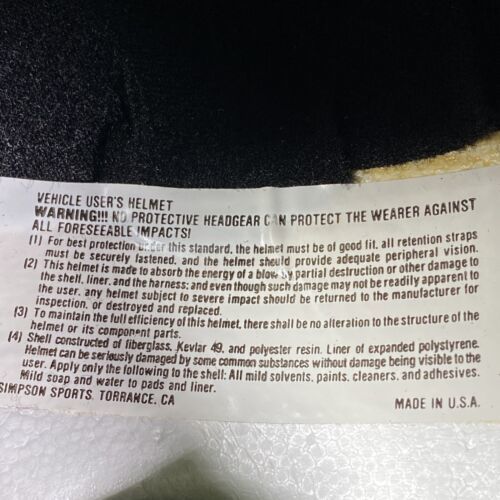 VEHICLE USER'S HELMET
WARNING!!! NO PROTECTIVE HEADGEAR CAN PROTECT THE WEARER AGAINST
ALL FORESEEABLE IMPACTS!
(1) For best protection under this standard, the helmet must be of good fit, all retention straps
must be securely fastened, and the helmet should provide adequate peripheral vision.
(2) This helmet is made to absorb the energy of a blow by partial destruction or other damage to
the shell, liner, and the harness; and even though such damage may not be readily apparent to
the user, any helmet subject to severe impact should be returned to the manufacturer for
inspection, or destroyed and replaced.
(3) To maintain the full efficiency of this helmet, there shall be no alteration to the structure of the
helmet or its component parts.
(4) Shell constructed of fiberglass, Kevlar 49, and polyester resin. Liner of expanded polystyrene.
Helmet can be seriously damaged by some common substances without damage being visible to the
user. Apply only the following to the shell: All mild solvents, paints, cleaners, and adhesives.
Mild soap and water to pads and liner.
SIMPSON SPORTS, TORRANCE, CA MADE IN U.S.A.